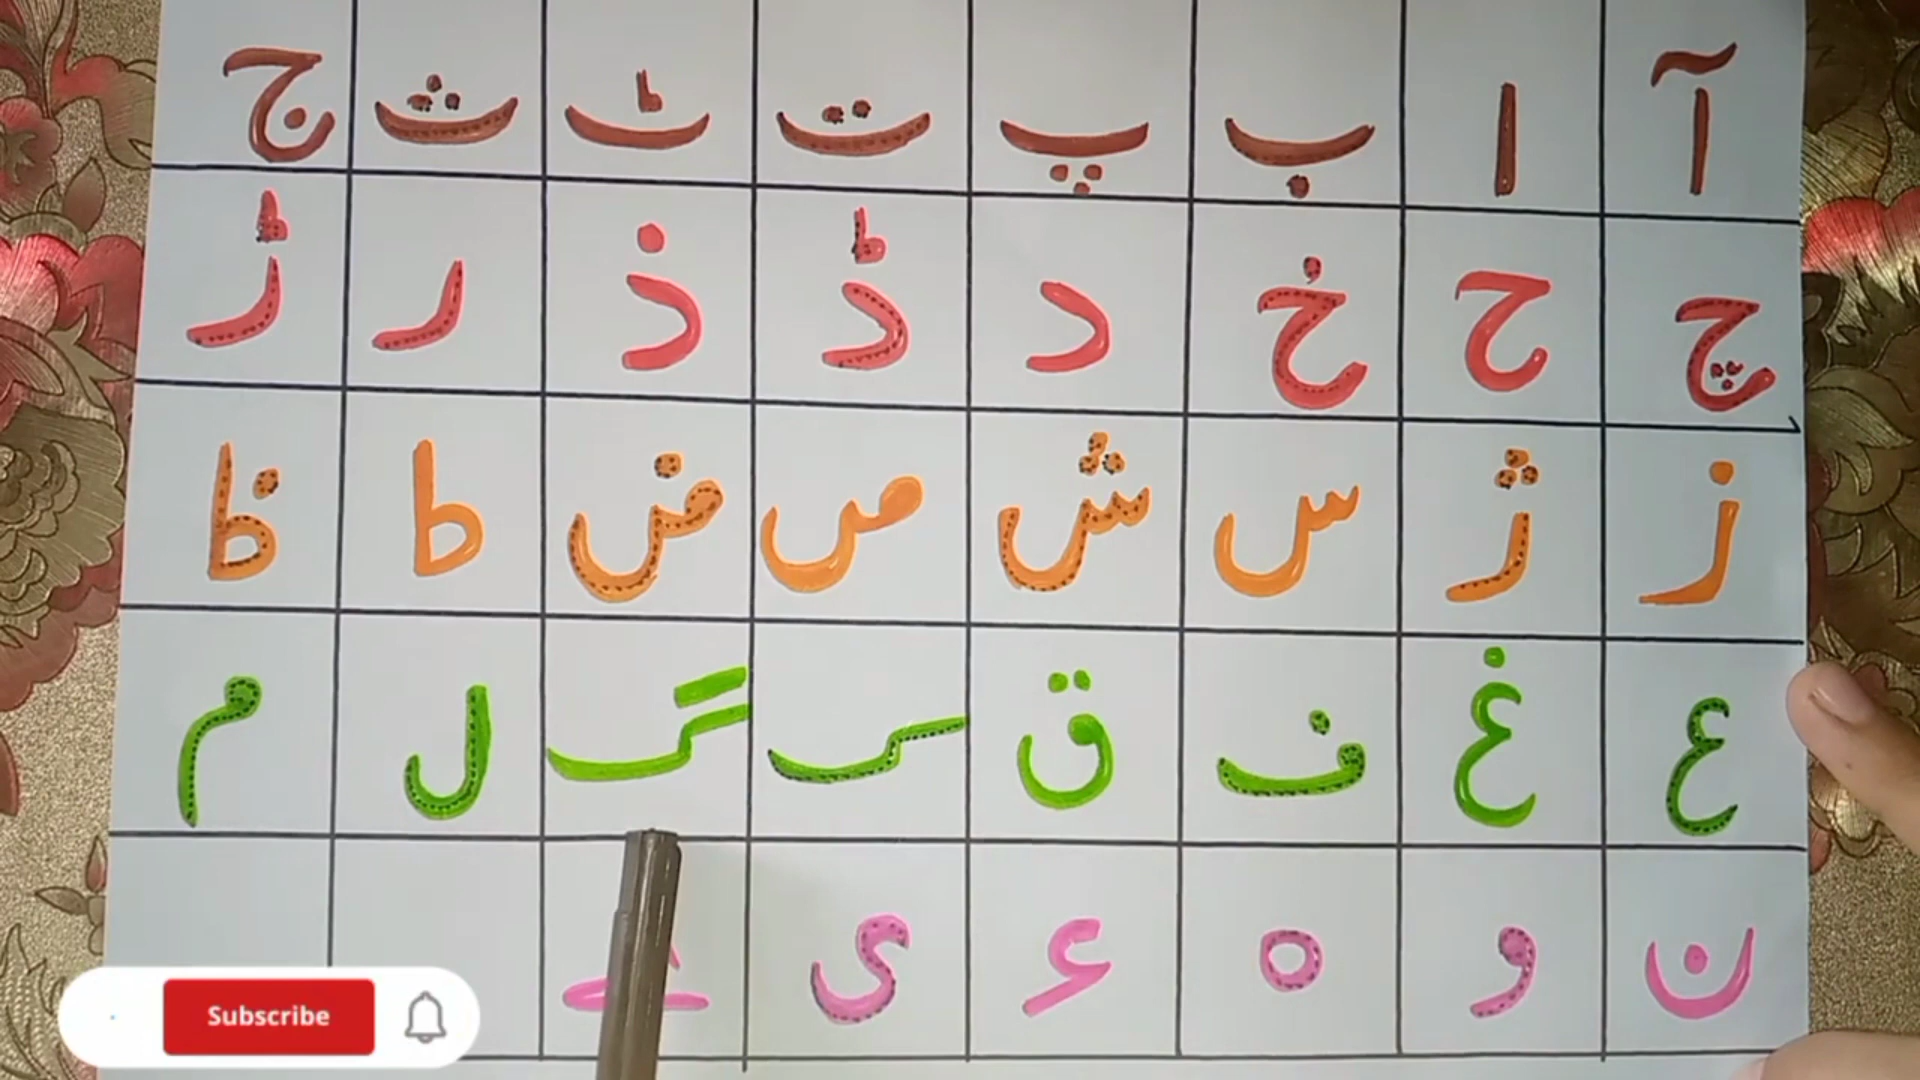 آ ا ب پ ت ٹ ث ج
چ ح خ د ڈ ذ ر ڑ
ز ژ س ش ص ض ط ظ
ع غ ف ق ک گ ل م
ن و ہ ء ی
Subscribe